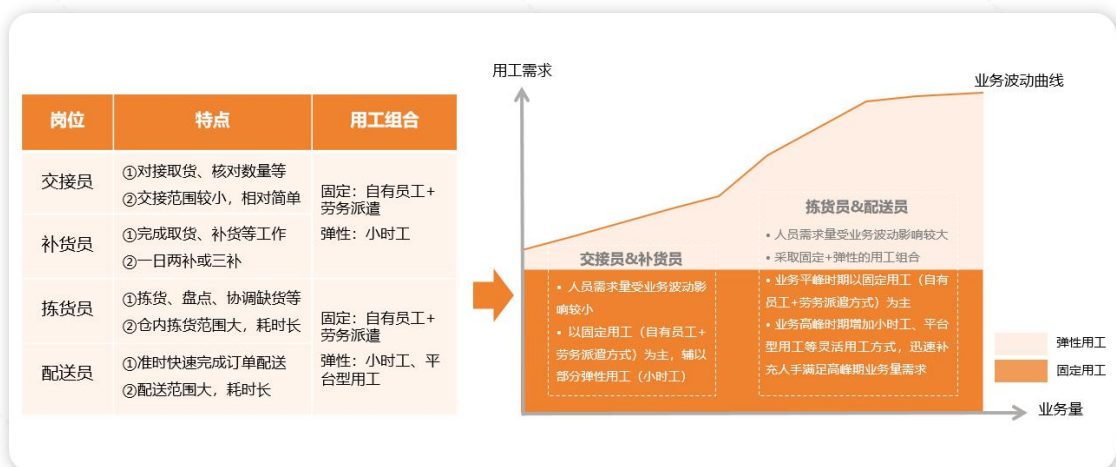 岗位 特点 用工组合
交接员
①对接取货、核对数量等
②交接范围较小，相对简单
补货员
①完成取货、补货等工作
②一日两补或三补
固定：自有员工+
劳务派遣
弹性：小时工
拣货员
①拣货、盘点、协调缺货等
②仓内拣货范围大，耗时长
配送员
①准时快速完成订单配送
②配送范围大，耗时长
固定：自有员工+
劳务派遣
弹性：小时工、平
台型用工
用工需求
业务波动曲线
交接员&补货员
• 人员需求量受业务波动影
响较小
• 以固定用工（自有员工+
劳务派遣方式）为主，辅以
部分弹性用工（小时工）
拣货员&配送员
• 人员需求量受业务波动影响较大
• 采取固定+弹性的用工组合
• 业务平峰时期以固定用工（自有
员工+劳务派遣方式）为主
• 业务高峰时期增加小时工、平台
型用工等灵活用工方式，迅速补
充人手满足高峰期业务量需求
弹性用工
固定用工
业务量